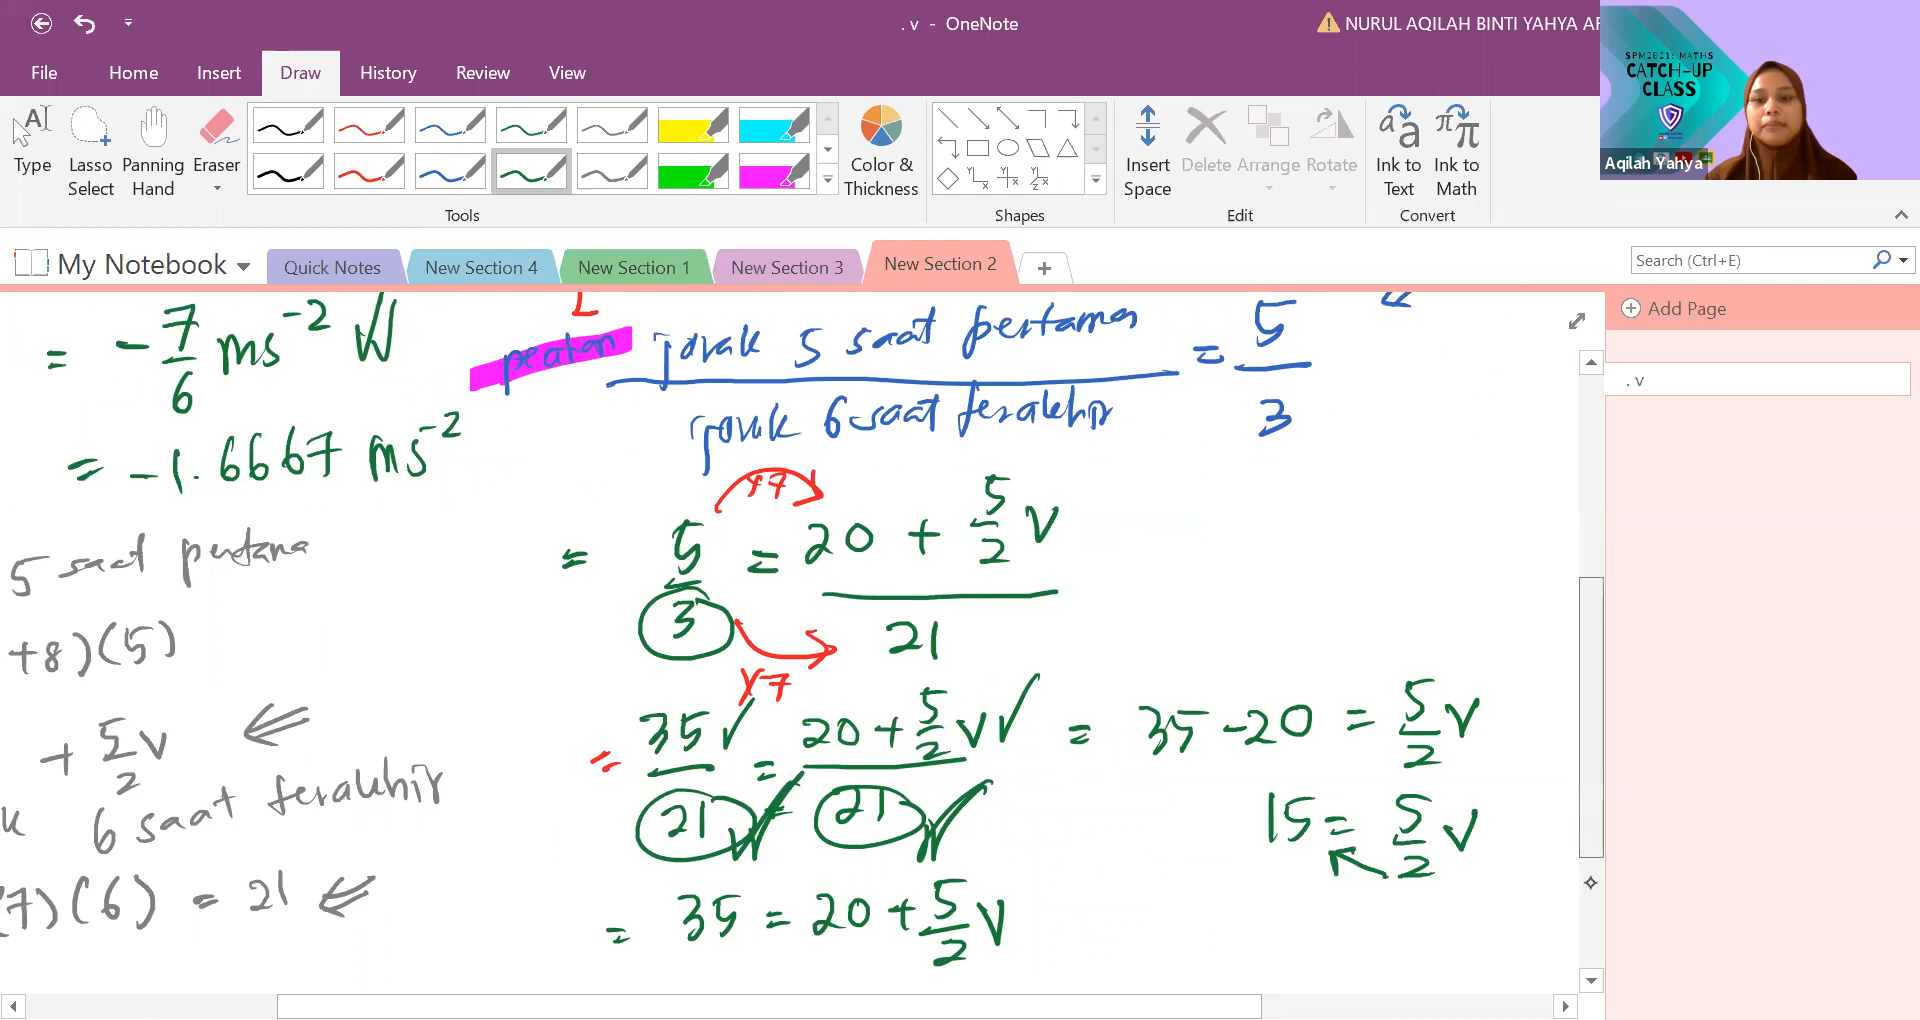 . v - OneNote
NURUL AQILAH BINTI YAHYA AF
File Home Insert Draw History Review View
Type
Lasso Select
Panning Hand
Eraser
Color & Thickness
Insert Space
Delete
Arrange
Rotate
Ink to Text
Ink to Math
Tools
Shapes
Edit
Convert
SPM2021: MATHS
CATCH-UP
CLASS
Aqilah Yahya
My Notebook
Quick Notes
New Section 4
New Section 1
New Section 3
New Section 2
Search (Ctrl+E)
Add Page
. v
= -7/6 ms^-2
= -1.6667 ms^-2
5 saat pertama
+8)(5)
+ 5/2 v
6 saat terakhir
7)(6) = 21
jarak 5 saat pertama / jarak 6 saat terakhir = 5/3
= 5/3 = (20 + 5/2 v) / 21
×7
×7
= 35/21 = (20 + 5/2 v) / 21
= 35 = 20 + 5/2 v
= 35 - 20 = 5/2 v
15 = 5/2 v